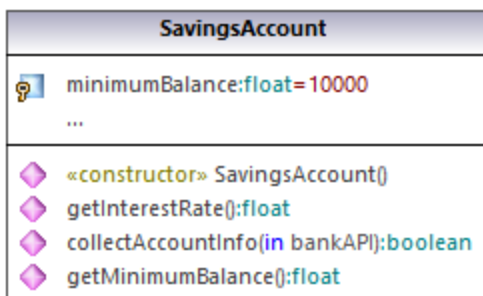 SavingsAccount
minimumBalance:float=10000
...
«constructor» SavingsAccount()
getInterestRate():float
collectAccountInfo(in bankAPI):boolean
getMinimumBalance():float